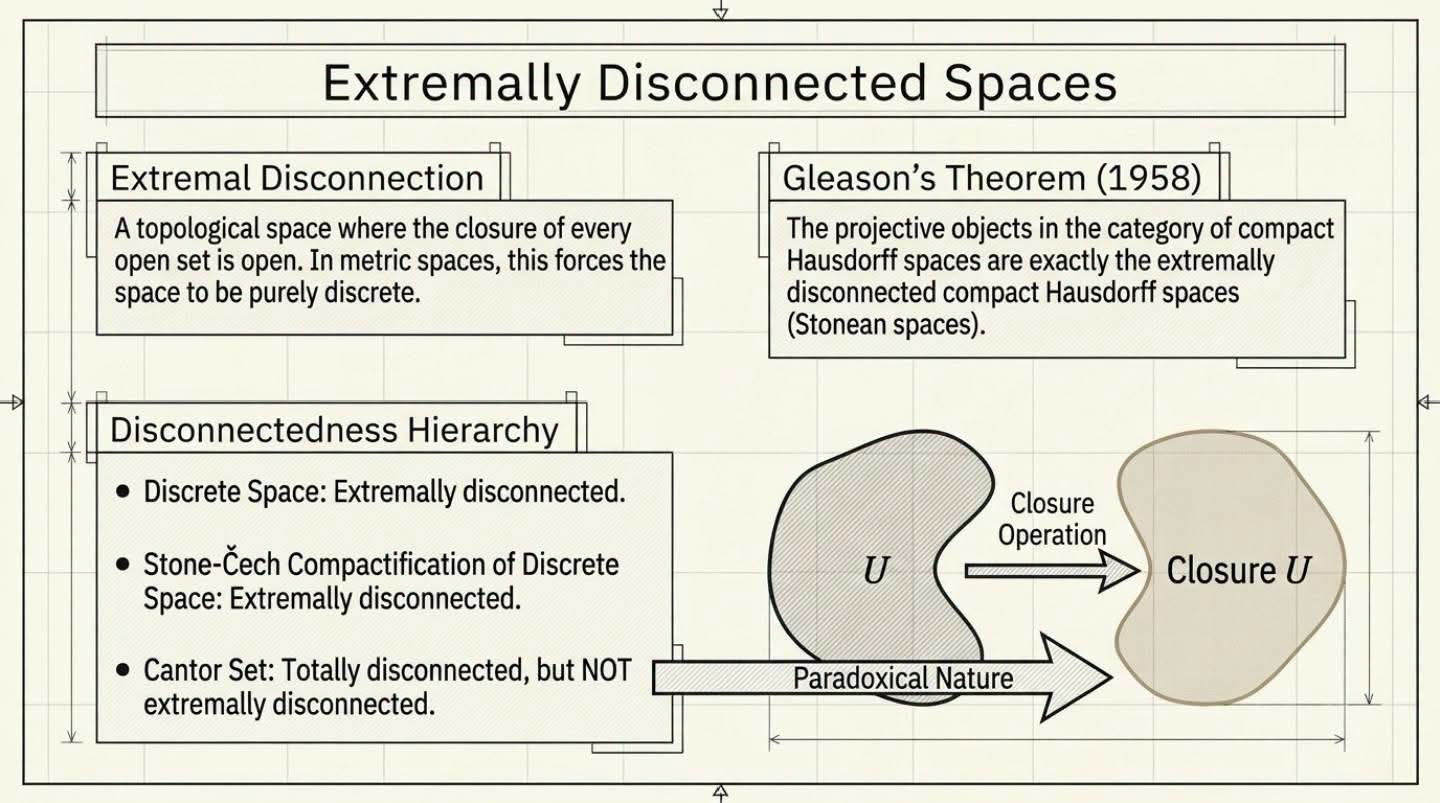 Extremally Disconnected Spaces
Extremal Disconnection
A topological space where the closure of every
open set is open. In metric spaces, this forces the
space to be purely discrete.
Gleason’s Theorem (1958)
The projective objects in the category of compact
Hausdorff spaces are exactly the extremally
disconnected compact Hausdorff spaces
(Stonean spaces).
Disconnectedness Hierarchy
● Discrete Space: Extremally disconnected.
● Stone-Čech Compactification of Discrete
Space: Extremally disconnected.
● Cantor Set: Totally disconnected, but NOT
extremally disconnected.
U
Closure
Operation
Closure U
Paradoxical Nature